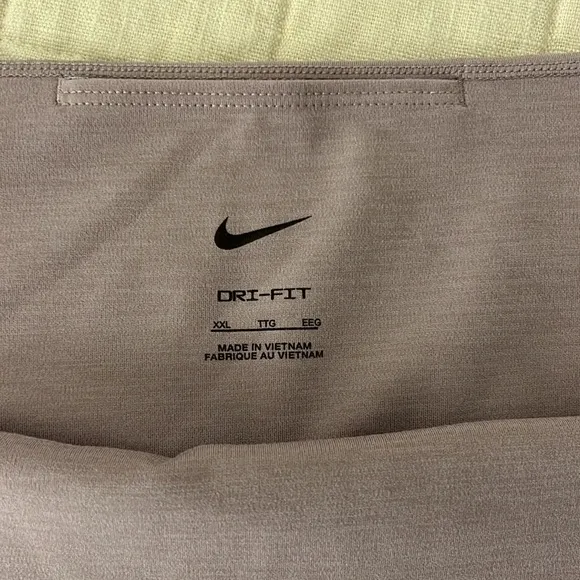 DRI-FIT
XXL TTG EEG
MADE IN VIETNAM
FABRIQUE AU VIETNAM